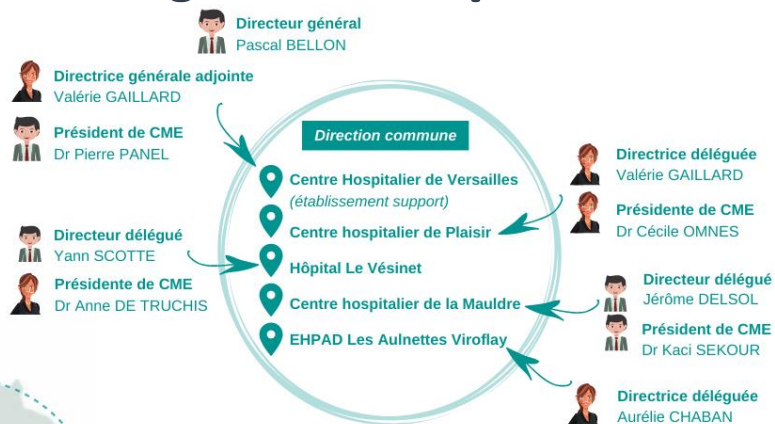 Directeur général
Pascal BELLON
Directrice générale adjointe
Valérie GAILLARD
Président de CME
Dr Pierre PANEL
Direction commune
Centre Hospitalier de Versailles
(établissement support)
Centre hospitalier de Plaisir
Hôpital Le Vésinet
Centre hospitalier de la Mauldre
EHPAD Les Aulnettes Viroflay
Directeur délégué
Yann SCOTTE
Présidente de CME
Dr Anne DE TRUCHIS
Directrice déléguée
Valérie GAILLARD
Présidente de CME
Dr Cécile OMNES
Directeur délégué
Jérôme DELSOL
Président de CME
Dr Kaci SEKOUR
Directrice déléguée
Aurélie CHABAN